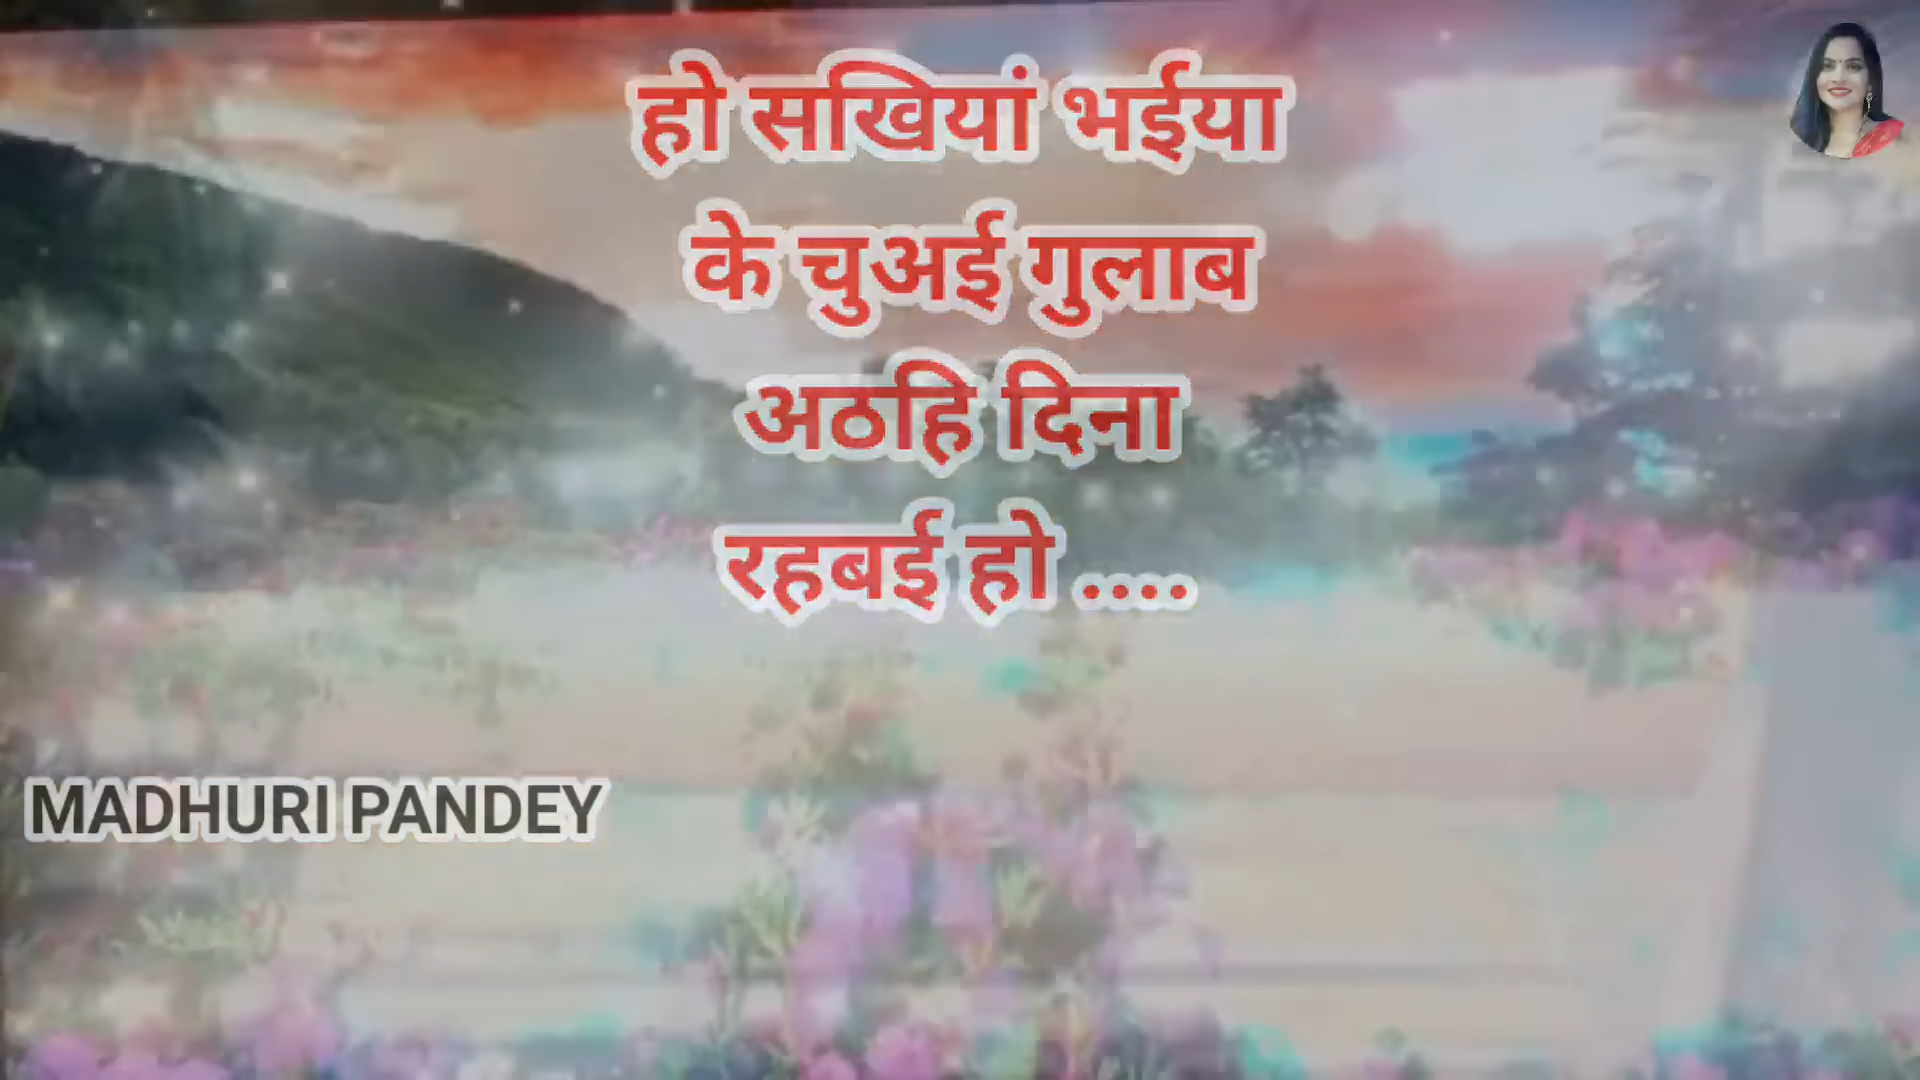 हो सखियां भईया
के चुअई गुलाब
अठहि दिना
रहबई हो ....
MADHURI PANDEY